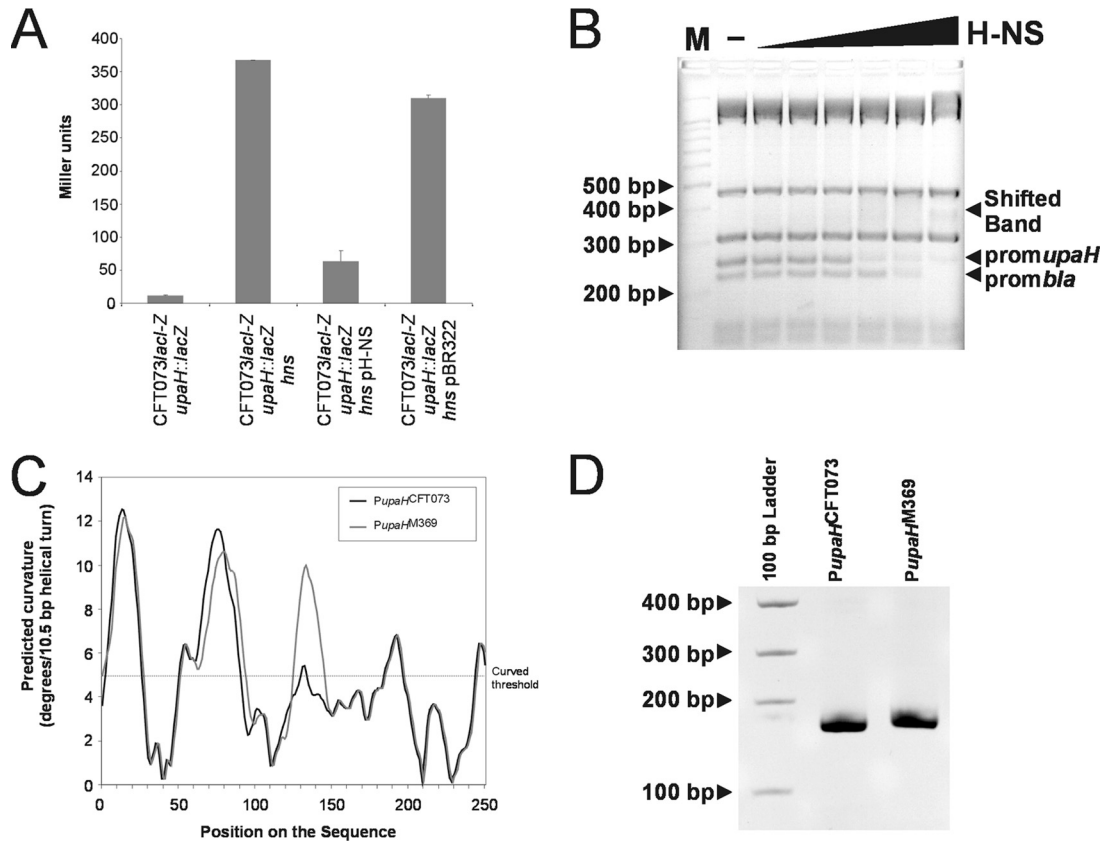 A
400
350
300
250
200
150
100
50
0
Miller units
CFT073lacI-Z
upaH::lacZ
CFT073lacI-Z
upaH::lacZ
hns
CFT073lacI-Z
upaH::lacZ
hns pH-NS
CFT073lacI-Z
upaH::lacZ
hns pBR322
B
M – H-NS
500 bp
400 bp
300 bp
200 bp
Shifted
Band
promupaH
prombla
C
14
12
10
8
6
4
2
0
Predicted curvature
(degrees/10.5 bp helical turn)
PupaHCFT073
PupaHM369
Curved
threshold
0 50 100 150 200 250
Position on the Sequence
D
100 bp Ladder
PupaHCFT073
PupaHM369
400 bp
300 bp
200 bp
100 bp